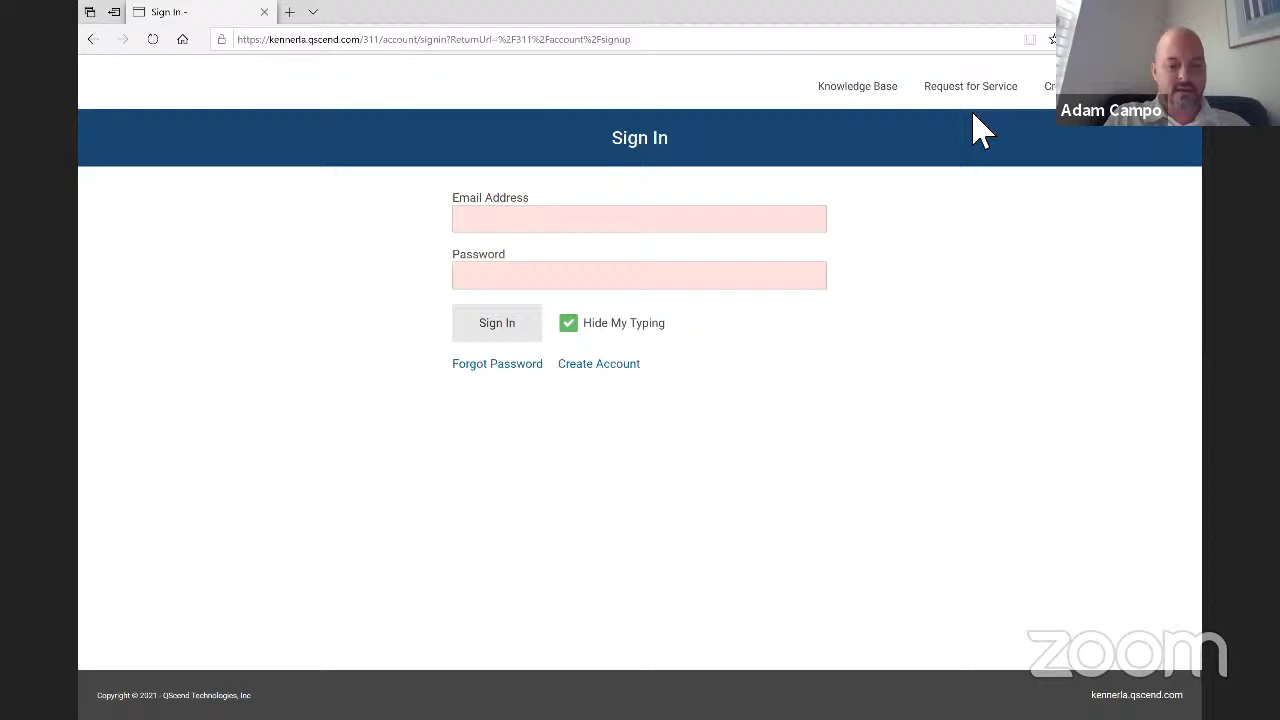 Sign In -
https://kennerla.qscend.com/311/account/signin?ReturnUrl=%2F311%2Faccount%2Fsignup
Knowledge Base Request for Service
Adam Campo
Sign In
Email Address
Password
Sign In Hide My Typing
Forgot Password Create Account
zoom
Copyright © 2021 - QScend Technologies, Inc kennerla.qscend.com